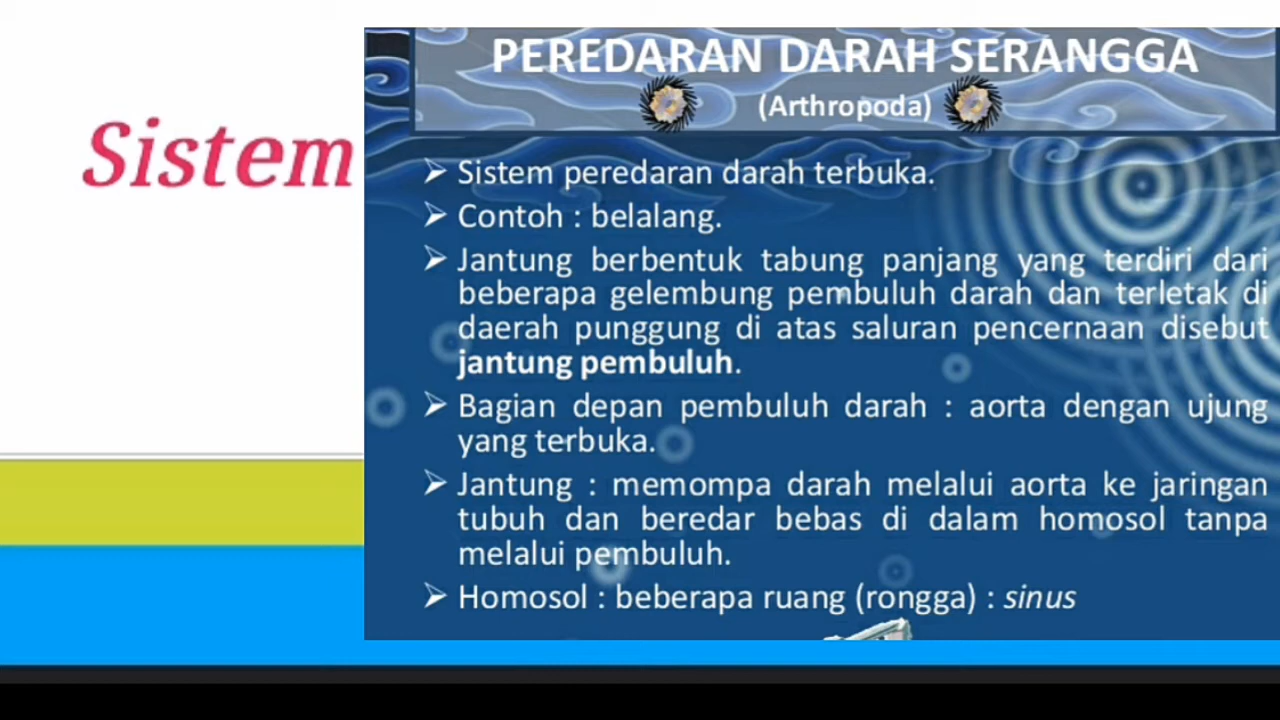 Sistem
PEREDARAN DARAH SERANGGA
(Arthropoda)
➢ Sistem peredaran darah terbuka.
➢ Contoh : belalang.
➢ Jantung berbentuk tabung panjang yang terdiri dari
beberapa gelembung pembuluh darah dan terletak di
daerah punggung di atas saluran pencernaan disebut
jantung pembuluh.
➢ Bagian depan pembuluh darah : aorta dengan ujung
yang terbuka.
➢ Jantung : memompa darah melalui aorta ke jaringan
tubuh dan beredar bebas di dalam homosol tanpa
melalui pembuluh.
➢ Homosol : beberapa ruang (rongga) : sinus